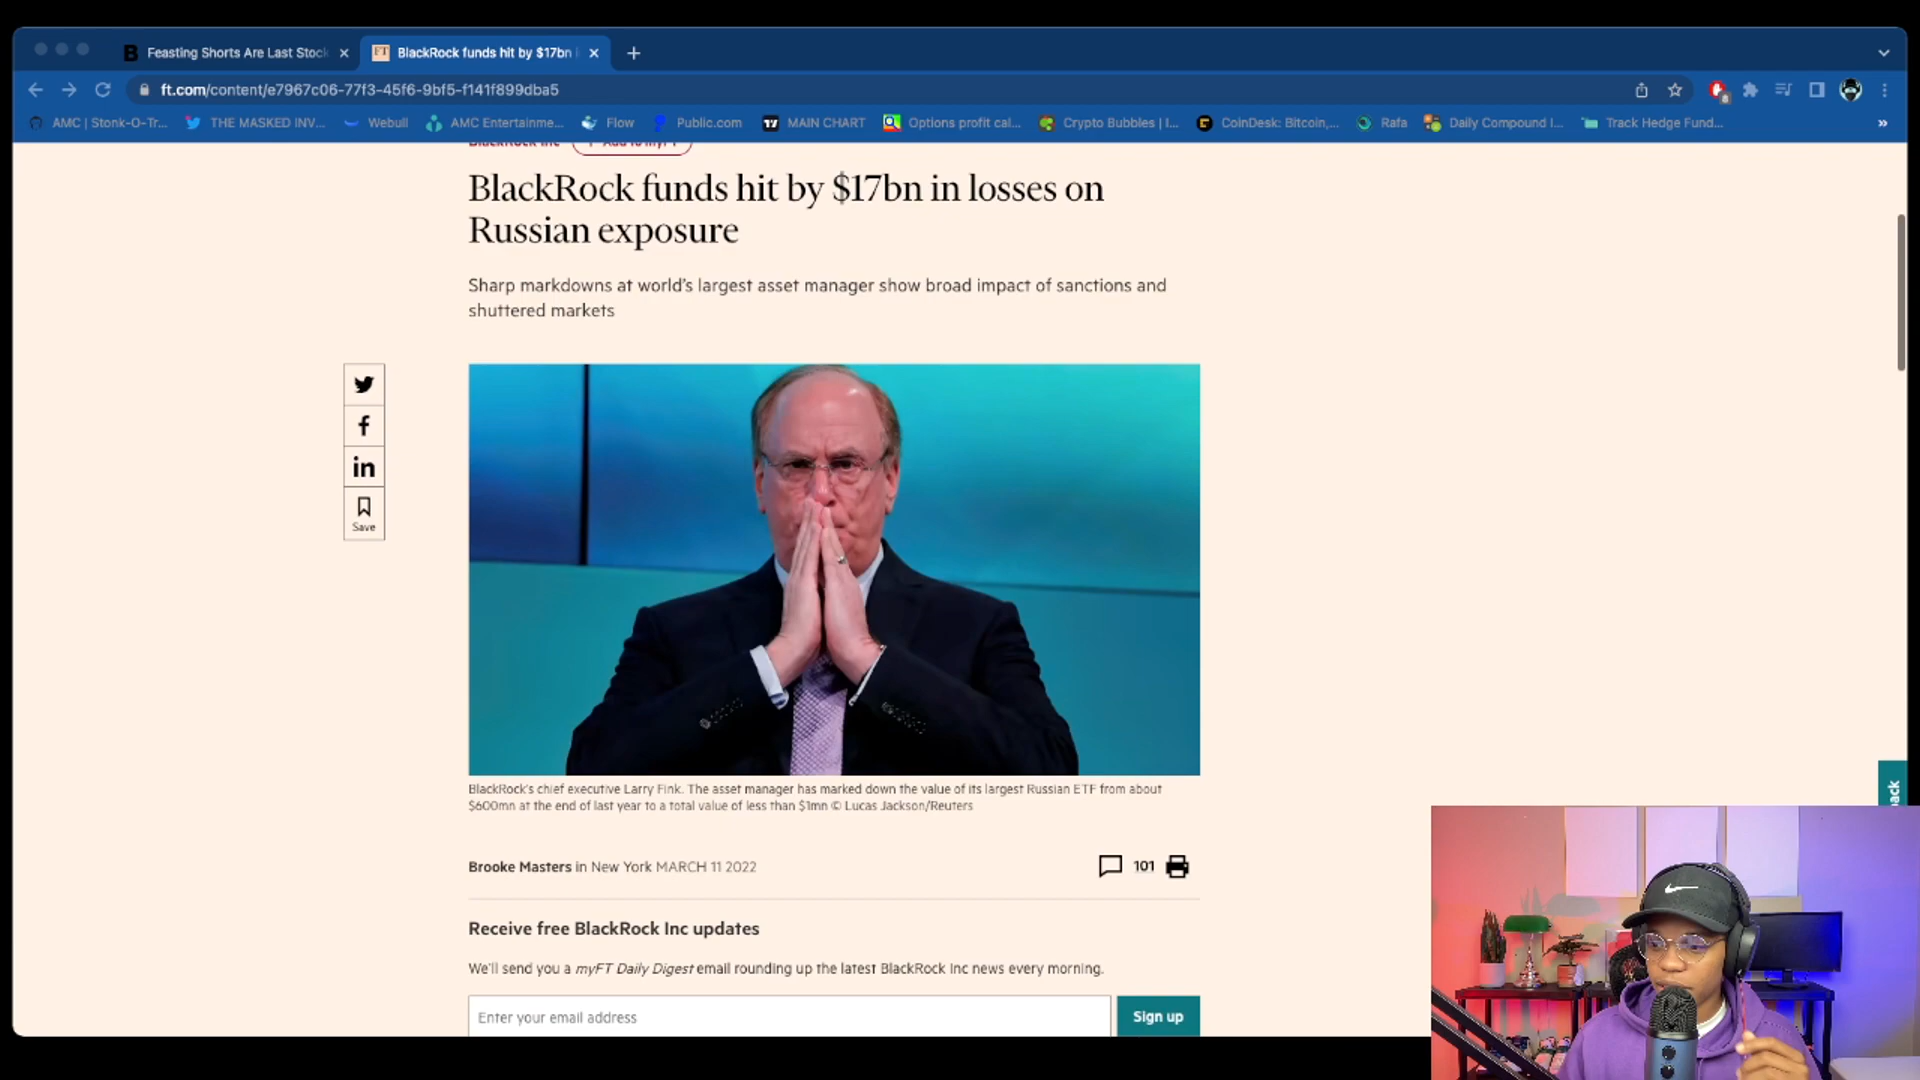 Feasting Shorts Are Last Stock
BlackRock funds hit by $17bn i
ft.com/content/e7967c06-77f3-45f6-9bf5-f141f899dba5
AMC | Stonk-O-Tr...
THE MASKED INV...
Webull
AMC Entertainme...
Flow
Public.com
MAIN CHART
Options profit cal...
Crypto Bubbles | I...
CoinDesk: Bitcoin,...
Rafa
Daily Compound I...
Track Hedge Fund...
BlackRock Inc
Add to myFT
BlackRock funds hit by $17bn in losses on
Russian exposure
Sharp markdowns at world's largest asset manager show broad impact of sanctions and
shuttered markets
Save
BlackRock's chief executive Larry Fink. The asset manager has marked down the value of its largest Russian ETF from about
$600mn at the end of last year to a total value of less than $1mn © Lucas Jackson/Reuters
Brooke Masters in New York MARCH 11 2022
101
Receive free BlackRock Inc updates
We'll send you a myFT Daily Digest email rounding up the latest BlackRock Inc news every morning.
Enter your email address
Sign up